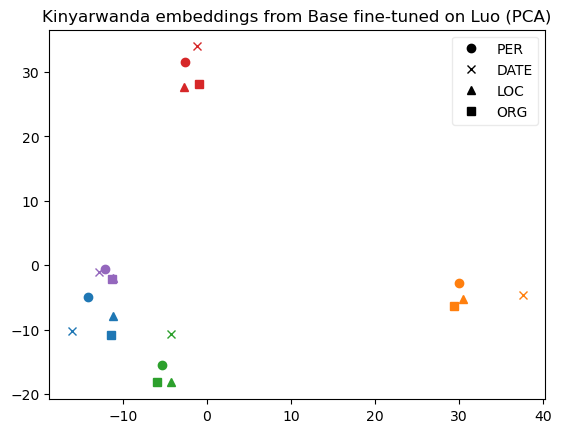 Kinyarwanda embeddings from Base fine-tuned on Luo (PCA)
PER
DATE
LOC
ORG
30
20
10
0
−10
−20
−10
0
10
20
30
40